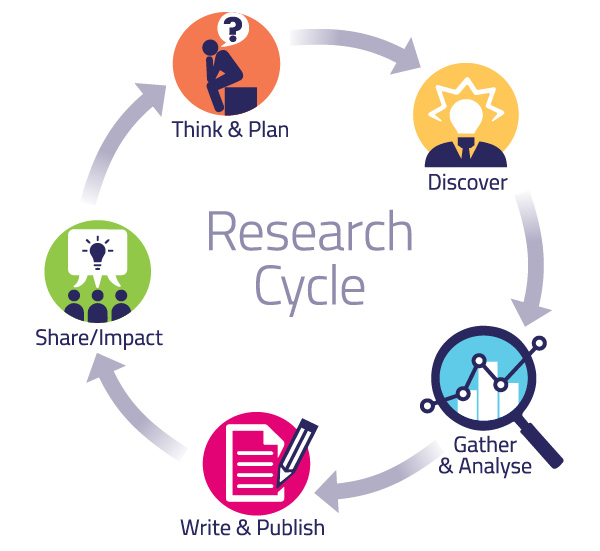 ?
Think & Plan
Discover
Research
Cycle
Share/Impact
Gather
& Analyse
Write & Publish